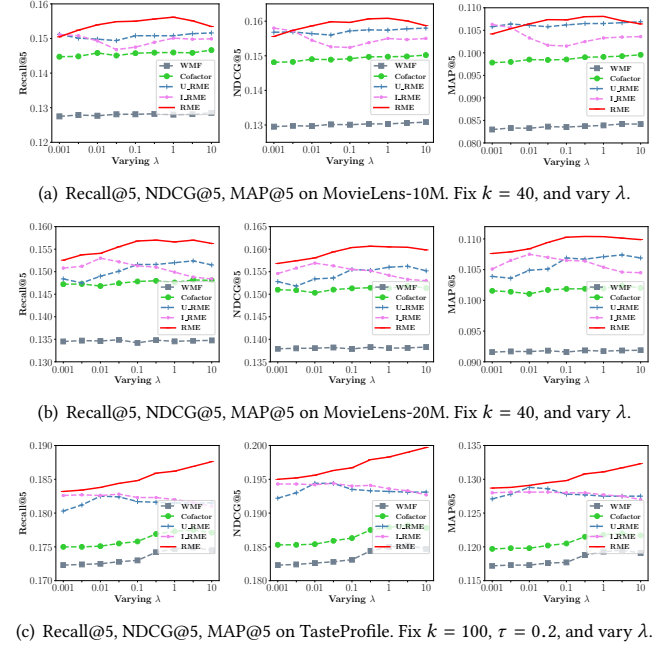 0.16
0.15
0.14
0.13
0.12
Recall@5
0.001 0.01 0.1 1 10
Varying λ
WMF
Cofactor
U_RME
I_RME
RME
0.16
0.15
0.14
0.13
NDCG@5
0.001 0.01 0.1 1 10
Varying λ
WMF
Cofactor
U_RME
I_RME
RME
0.110
0.105
0.100
0.095
0.090
0.085
0.080
MAP@5
0.001 0.01 0.1 1 10
Varying λ
WMF
Cofactor
U_RME
I_RME
RME
(a) Recall@5, NDCG@5, MAP@5 on MovieLens-10M. Fix k = 40, and vary λ.
0.160
0.155
0.150
0.145
0.140
0.135
0.130
Recall@5
0.001 0.01 0.1 1 10
Varying λ
WMF
Cofactor
U_RME
I_RME
RME
0.165
0.160
0.155
0.150
0.145
0.140
0.135
NDCG@5
0.001 0.01 0.1 1 10
Varying λ
WMF
Cofactor
U_RME
I_RME
RME
0.110
0.105
0.100
0.095
0.090
MAP@5
0.001 0.01 0.1 1 10
Varying λ
WMF
Cofactor
U_RME
I_RME
RME
(b) Recall@5, NDCG@5, MAP@5 on MovieLens-20M. Fix k = 40, and vary λ.
0.190
0.185
0.180
0.175
0.170
Recall@5
0.001 0.01 0.1 1 10
Varying λ
WMF
Cofactor
U_RME
I_RME
RME
0.200
0.195
0.190
0.185
0.180
NDCG@5
0.001 0.01 0.1 1 10
Varying λ
WMF
Cofactor
U_RME
I_RME
RME
0.135
0.130
0.125
0.120
0.115
MAP@5
0.001 0.01 0.1 1 10
Varying λ
WMF
Cofactor
U_RME
I_RME
RME
(c) Recall@5, NDCG@5, MAP@5 on TasteProfile. Fix k = 100, τ = 0.2, and vary λ.